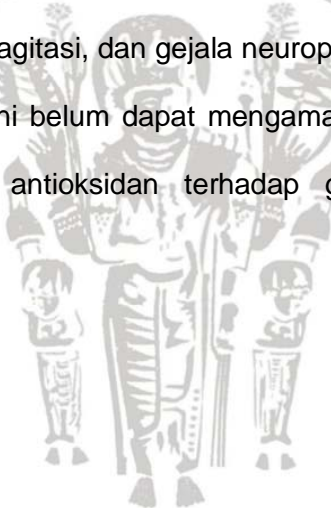 agitasi, dan gejala neurop
ni belum dapat mengama
antioksidan terhadap g